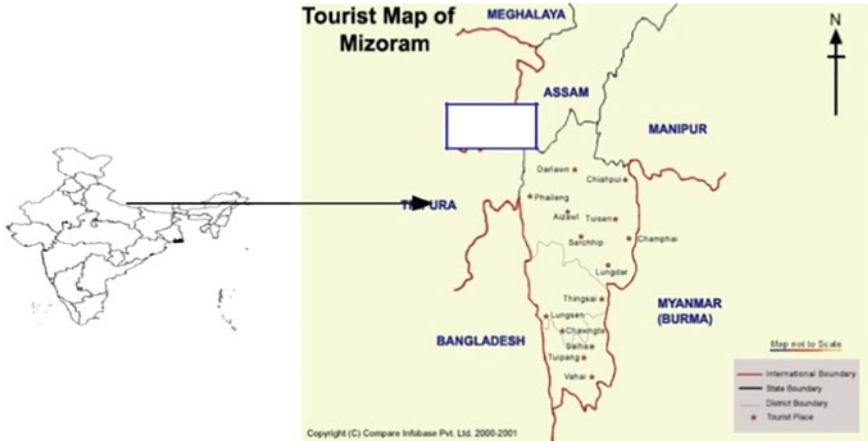 Tourist Map of
Mizoram
MEGHALAYA
N
ASSAM
MANIPUR
Darlawn
Chiahpui
Phaileng
Aizawl
Tuisen
Serchhip
Champhai
Lungdar
Thingsai
MYANMAR
(BURMA)
Lungsen
Chawngte
BANGLADESH
Saiha
Tuipang
Vahai
Map not to Scale
International Boundary
State Boundary
District Boundary
Tourist Place
Copyright (C) Compare Infobase Pvt. Ltd. 2000-2001